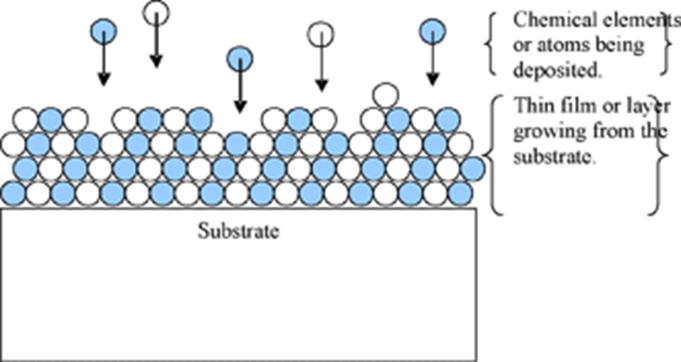 Chemical elements
or atoms being
deposited.
Thin film or layer
growing from the
substrate.
Substrate